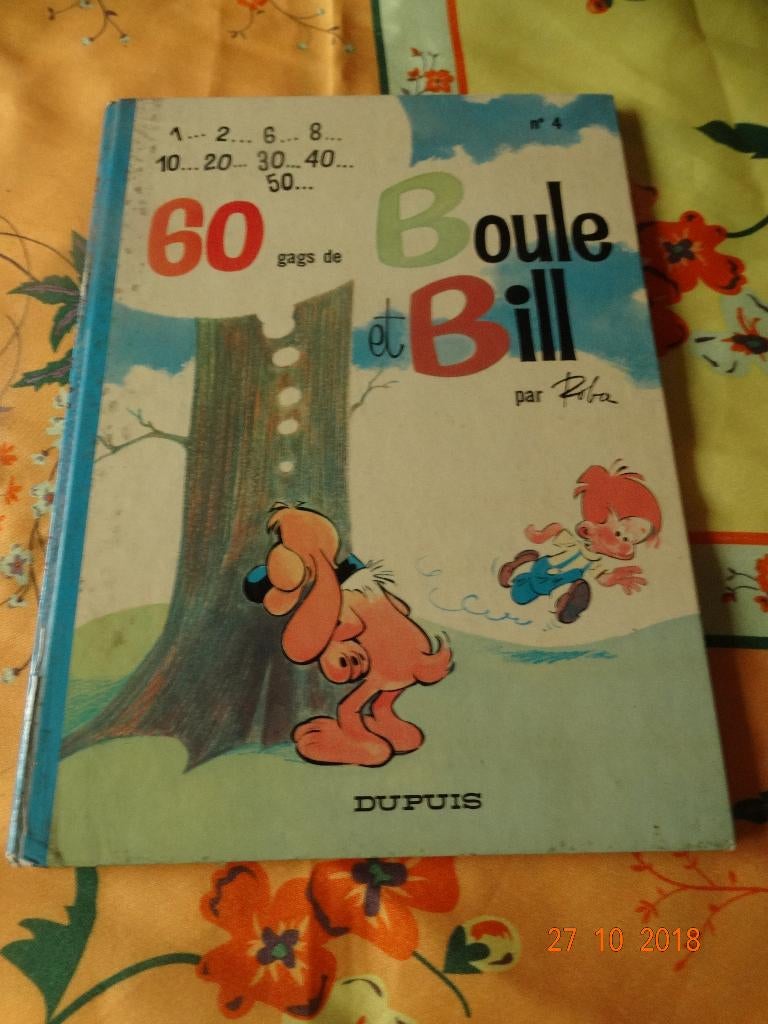 1... 2... 6... 8...
n° 4
10... 20... 30... 40...
50...
60 gags de Boule
et Bill
par Roba
DUPUIS
27 10 2018